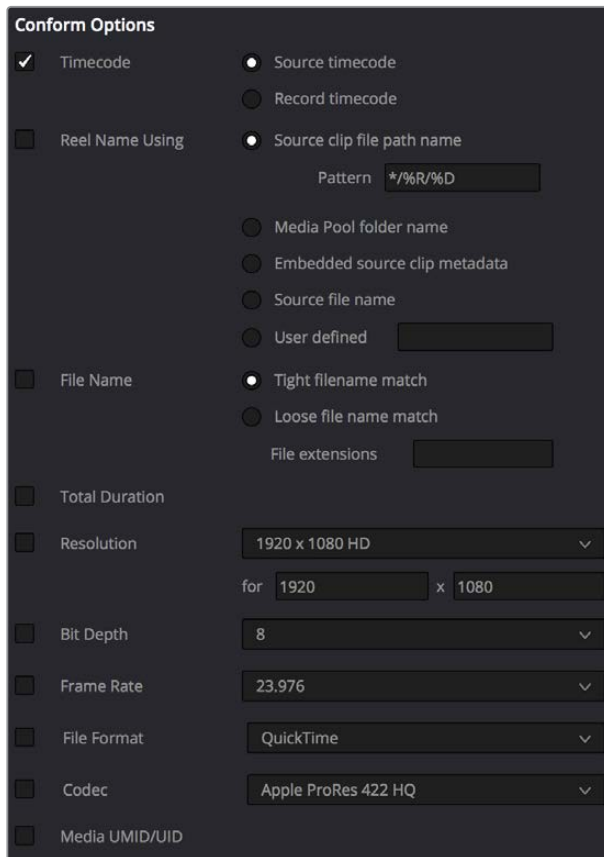 Conform Options
Timecode Source timecode
Record timecode
Reel Name Using Source clip file path name
Pattern */%R/%D
Media Pool folder name
Embedded source clip metadata
Source file name
User defined
File Name Tight filename match
Loose file name match
File extensions
Total Duration
Resolution 1920 x 1080 HD
for 1920 x 1080
Bit Depth 8
Frame Rate 23.976
File Format QuickTime
Codec Apple ProRes 422 HQ
Media UMID/UID